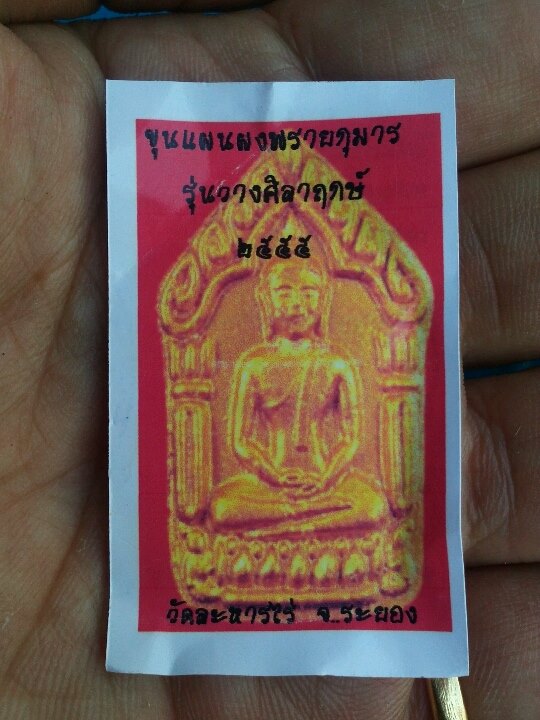 ขุนแผนผงพรายกุมาร
รุ่นวางศิลาฤกษ์
๒๕๕๕
วัดละหารไร่ จ.ระยอง